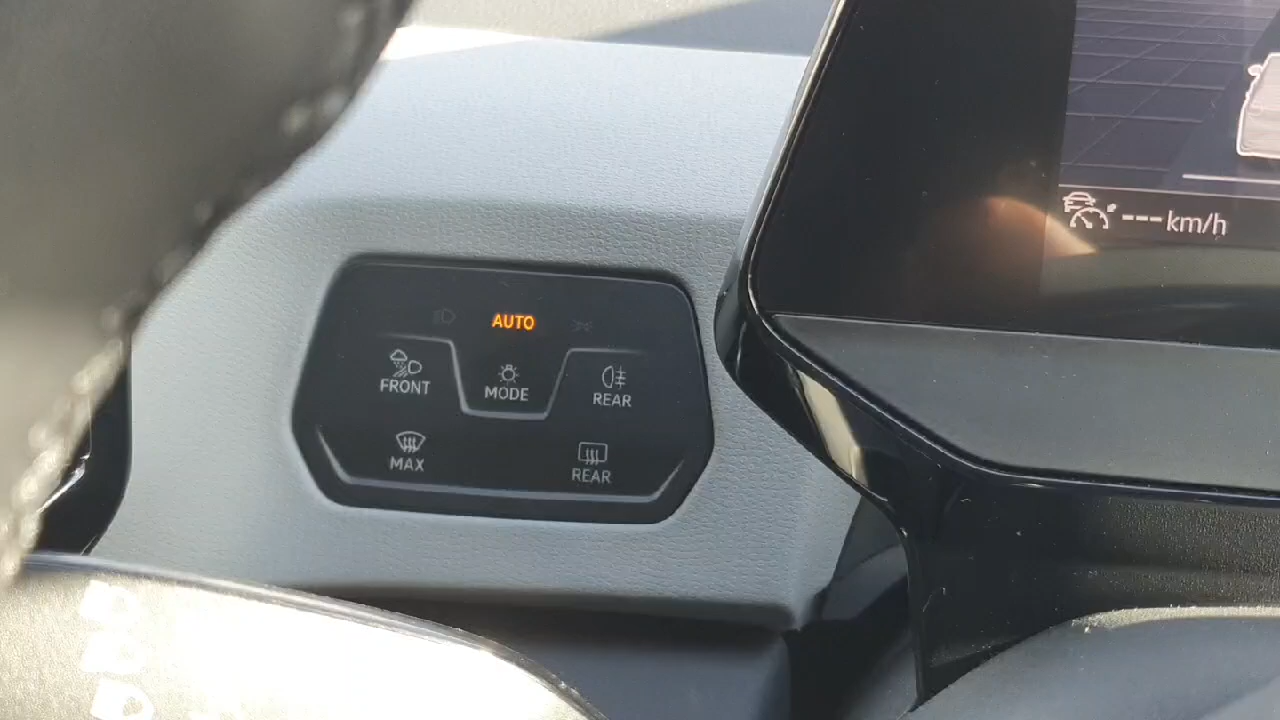 AUTO
FRONT
MODE
REAR
MAX
REAR
--- km/h